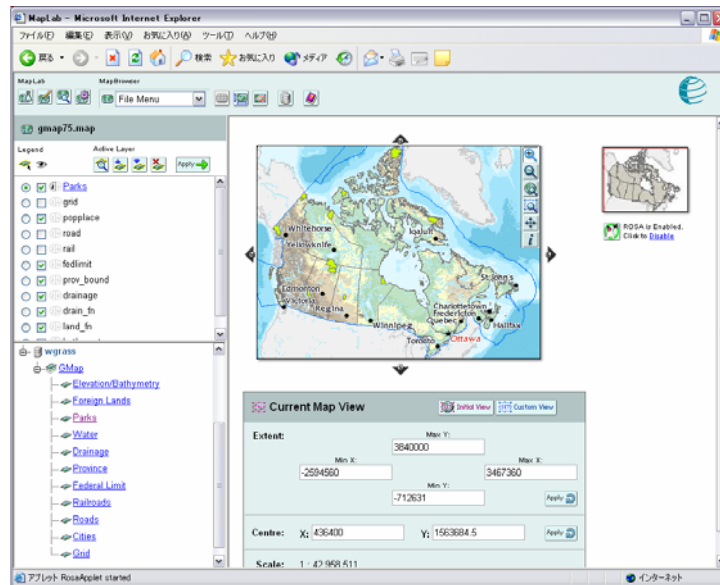 MapLab - Microsoft Internet Explorer
ファイル(F) 編集(E) 表示(V) お気に入り(A) ツール(T) ヘルプ(H)
戻る 検索 お気に入り メディア
MapLab MapBrowser
File Menu
gmap75.map
Legend Active Layer
Apply
Parks
grid
popplace
road
rail
fedlimit
prov_bound
drainage
drain_fn
land_fn
wgrass
GMap
Elevation/Bathymetry
Foreign Lands
Parks
Water
Drainage
Province
Federal Limit
Railroads
Roads
Cities
Grid
Whitehorse
Yellowknife
Iqaluit
Edmonton
Victoria
Regina
Winnipeg
St John's
Charlottetown
Fredericton
Quebec
Halifax
Toronto
Ottawa
ROSA is Enabled.
Click to Disable
Current Map View
Initial View Custom View
Extent:
Max Y:
3840000
Min X: Max X:
-2594560 3467360
Min Y:
-712631
Apply
Centre: X: 436400 Y: 1563684.5 Apply
Scale: 1 : 42,958,511
アプレット RosaApplet started
インターネット